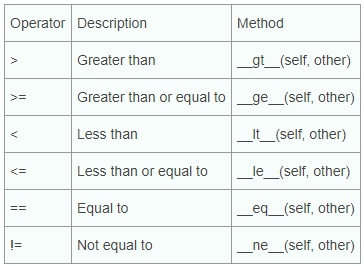 Operator Description Method
> Greater than __gt__(self, other)
>= Greater than or equal to __ge__(self, other)
< Less than __lt__(self, other)
<= Less than or equal to __le__(self, other)
== Equal to __eq__(self, other)
!= Not equal to __ne__(self, other)